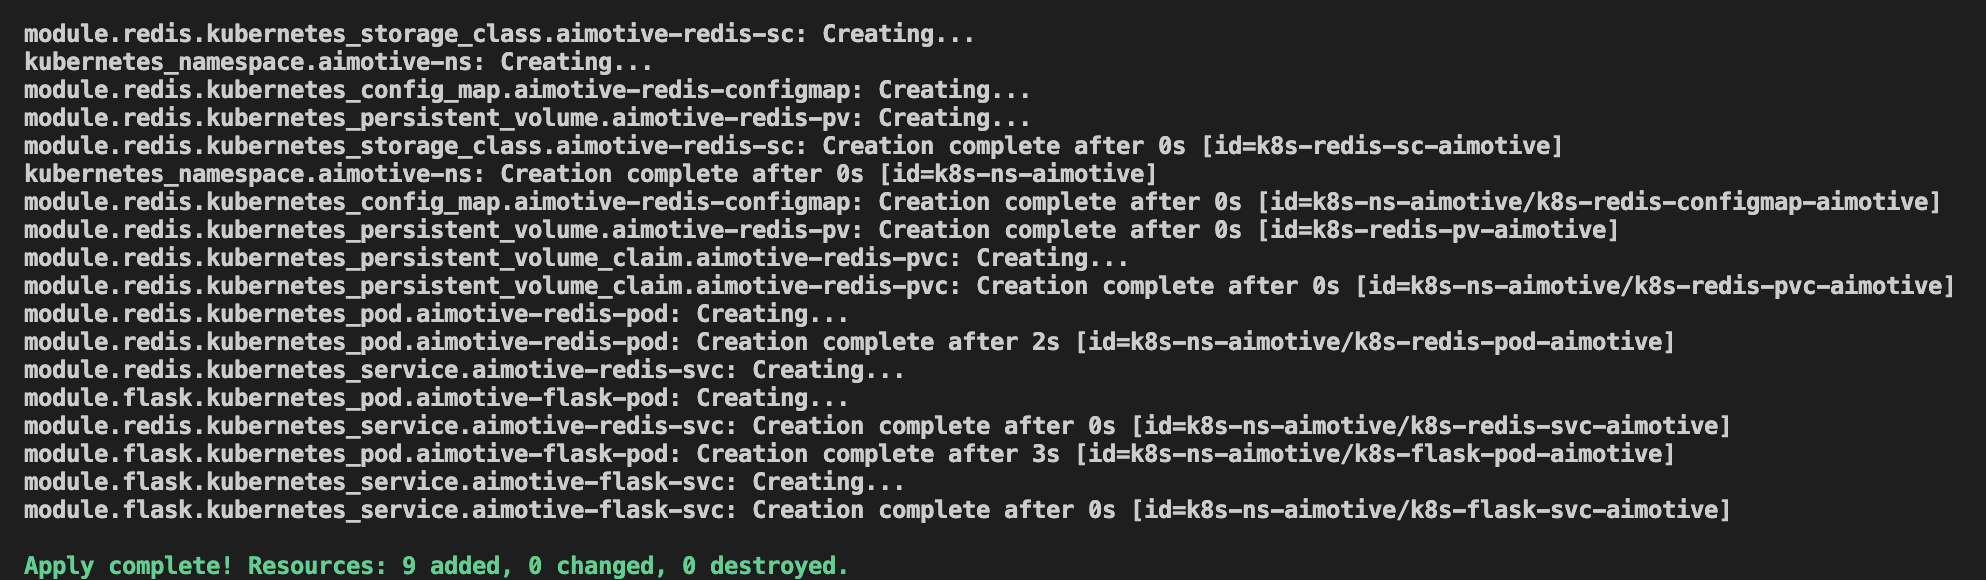 module.redis.kubernetes_storage_class.aimotive-redis-sc: Creating...
kubernetes_namespace.aimotive-ns: Creating...
module.redis.kubernetes_config_map.aimotive-redis-configmap: Creating...
module.redis.kubernetes_persistent_volume.aimotive-redis-pv: Creating...
module.redis.kubernetes_storage_class.aimotive-redis-sc: Creation complete after 0s [id=k8s-redis-sc-aimotive]
kubernetes_namespace.aimotive-ns: Creation complete after 0s [id=k8s-ns-aimotive]
module.redis.kubernetes_config_map.aimotive-redis-configmap: Creation complete after 0s [id=k8s-ns-aimotive/k8s-redis-configmap-aimotive]
module.redis.kubernetes_persistent_volume.aimotive-redis-pv: Creation complete after 0s [id=k8s-redis-pv-aimotive]
module.redis.kubernetes_persistent_volume_claim.aimotive-redis-pvc: Creating...
module.redis.kubernetes_persistent_volume_claim.aimotive-redis-pvc: Creation complete after 0s [id=k8s-ns-aimotive/k8s-redis-pvc-aimotive]
module.redis.kubernetes_pod.aimotive-redis-pod: Creating...
module.redis.kubernetes_pod.aimotive-redis-pod: Creation complete after 2s [id=k8s-ns-aimotive/k8s-redis-pod-aimotive]
module.redis.kubernetes_service.aimotive-redis-svc: Creating...
module.flask.kubernetes_pod.aimotive-flask-pod: Creating...
module.redis.kubernetes_service.aimotive-redis-svc: Creation complete after 0s [id=k8s-ns-aimotive/k8s-redis-svc-aimotive]
module.flask.kubernetes_pod.aimotive-flask-pod: Creation complete after 3s [id=k8s-ns-aimotive/k8s-flask-pod-aimotive]
module.flask.kubernetes_service.aimotive-flask-svc: Creating...
module.flask.kubernetes_service.aimotive-flask-svc: Creation complete after 0s [id=k8s-ns-aimotive/k8s-flask-svc-aimotive]
Apply complete! Resources: 9 added, 0 changed, 0 destroyed.